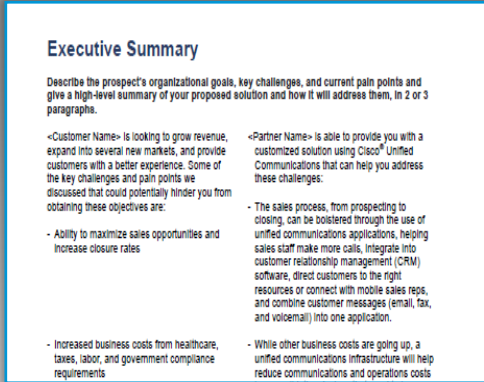 Executive Summary
Describe the prospect's organizational goals, key challenges, and current pain points and
give a high-level summary of your proposed solution and how it will address them, in 2 or 3
paragraphs.
<Customer Name> is looking to grow revenue,
expand into several new markets, and provide
customers with a better experience. Some of
the key challenges and pain points we
discussed that could potentially hinder you from
obtaining these objectives are:
- Ability to maximize sales opportunities and
increase closure rates
- Increased business costs from healthcare,
taxes, labor, and government compliance
requirements
<Partner Name> is able to provide you with a
customized solution using Cisco® Unified
Communications that can help you address
these challenges:
- The sales process, from prospecting to
closing, can be bolstered through the use of
unified communications applications, helping
sales staff make more calls, integrate into
customer relationship management (CRM)
software, direct customers to the right
resources or connect with mobile sales reps,
and combine customer messages (email, fax,
and voicemail) into one application.
- While other business costs are going up, a
unified communications infrastructure will help
reduce communications and operations costs